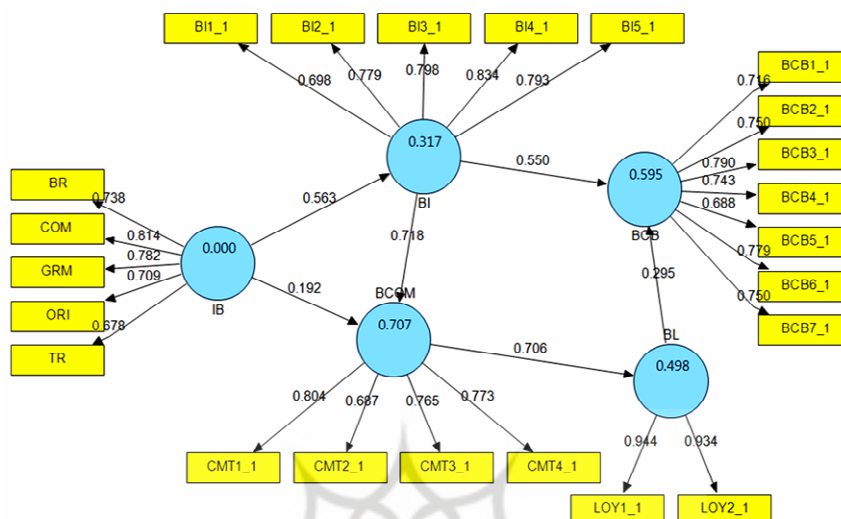 BI1_1
BI2_1
BI3_1
BI4_1
BI5_1
0.698
0.779
0.798
0.834
0.793
0.317
BI
0.550
0.563
0.718
BR
COM
GRM
ORI
TR
0.738
0.814
0.782
0.709
0.678
0.000
IB
0.192
BCOM
0.707
0.706
0.804
0.687
0.765
0.773
CMT1_1
CMT2_1
CMT3_1
CMT4_1
0.595
BCB
0.295
BL
0.498
0.944
0.934
LOY1_1
LOY2_1
0.716
0.750
0.790
0.743
0.688
0.779
0.750
BCB1_1
BCB2_1
BCB3_1
BCB4_1
BCB5_1
BCB6_1
BCB7_1